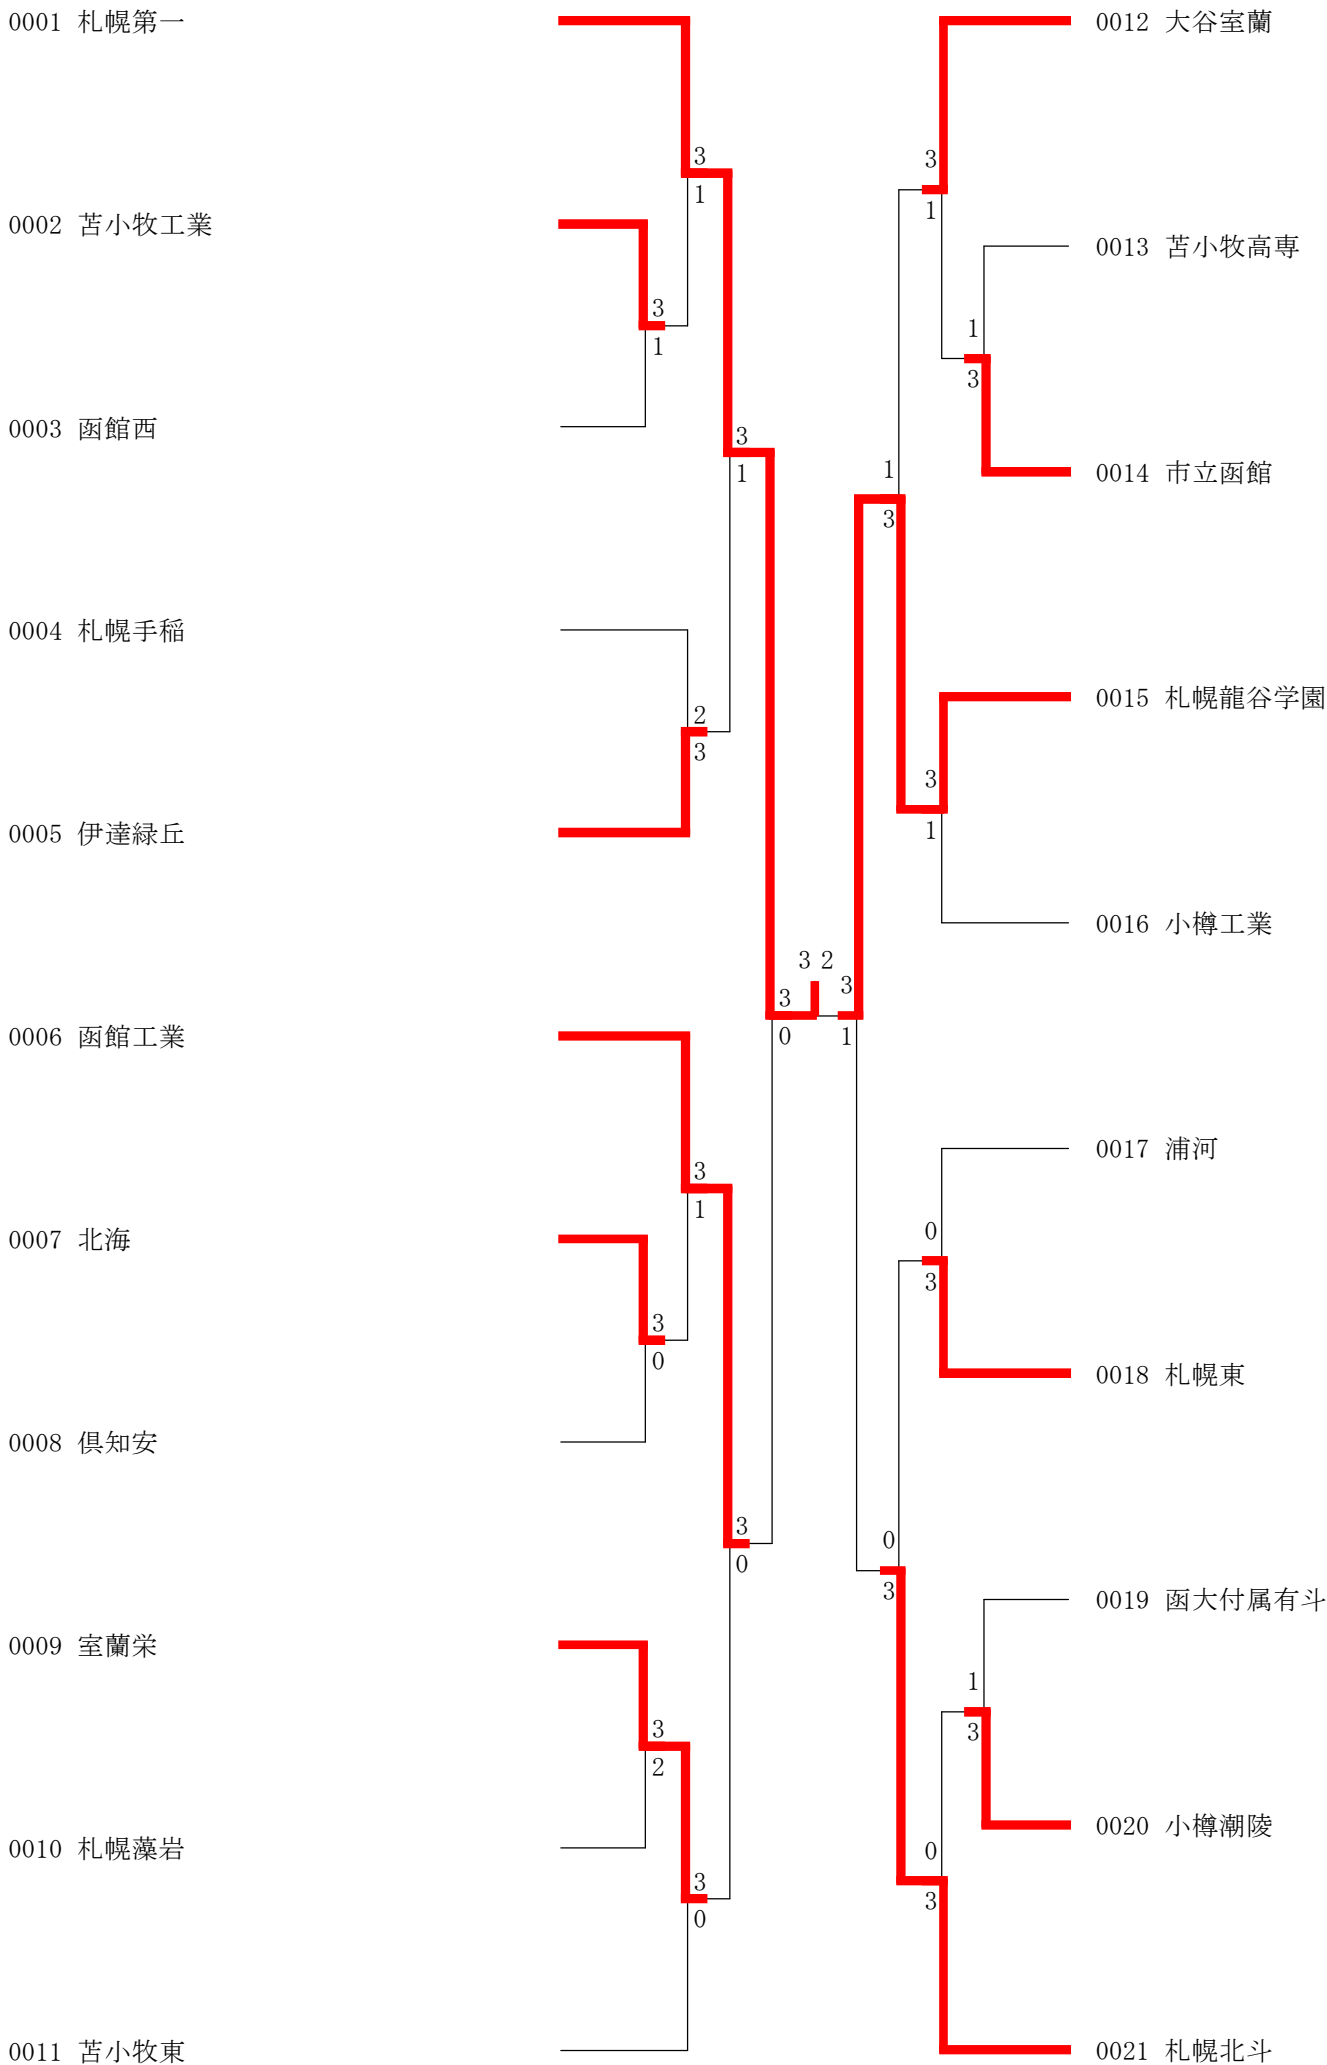 0001 札幌第一
0002 苫小牧工業
0003 函館西
0004 札幌手稲
0005 伊達緑丘
0006 函館工業
0007 北海
0008 倶知安
0009 室蘭栄
0010 札幌藻岩
0011 苫小牧東
3
1
3
1
3
1
2
3
3
1
3
0
3
0
3
2
3
0
3
0
3 2
3
1
1
3
3
1
1
3
3
1
0
3
0
3
1
3
0
3
0012 大谷室蘭
0013 苫小牧高専
0014 市立函館
0015 札幌龍谷学園
0016 小樽工業
0017 浦河
0018 札幌東
0019 函大付属有斗
0020 小樽潮陵
0021 札幌北斗